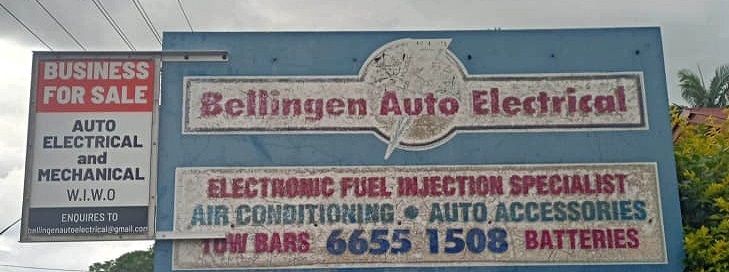 BUSINESS
FOR SALE
AUTO
ELECTRICAL
and
MECHANICAL
W.I.W.O
ENQUIRES TO
bellingenautoelectrical@gmail.com
Bellingen Auto Electrical
ELECTRONIC FUEL INJECTION SPECIALIST
AIR CONDITIONING • AUTO ACCESSORIES
TOW BARS 6655 1508 BATTERIES